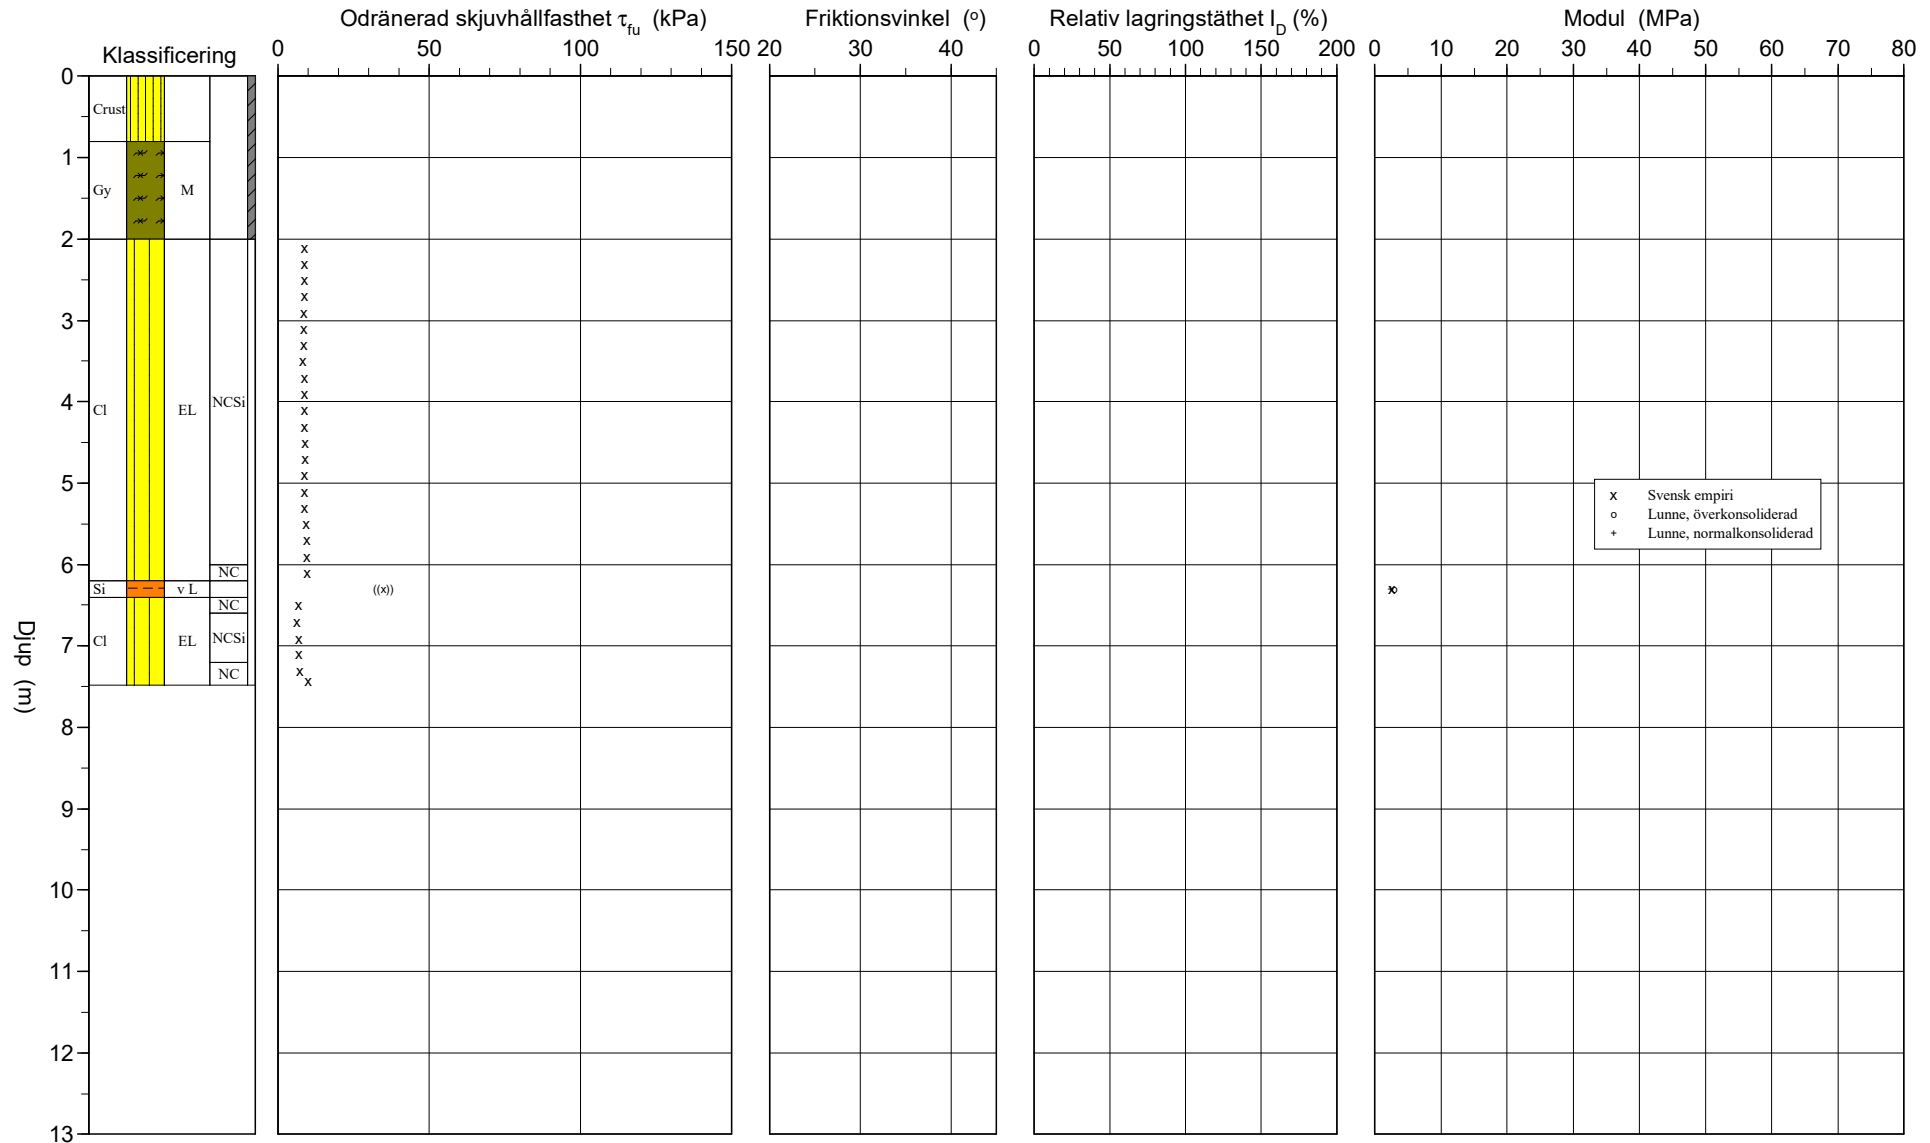 Odränerad skjuvhållfasthet τfu (kPa)
Friktionsvinkel (o)
Relativ lagringstäthet ID (%)
Modul (MPa)
Klassificering
0 50 100 150
20 30 40
0 50 100 150 200
0 10 20 30 40 50 60 70 80
0
Crust
1
Gy M
2
3
4
Cl EL NCSi
5
x Svensk empiri
o Lunne, överkonsoliderad
+ Lunne, normalkonsoliderad
6
NC
Si v L
((x))
NC
Cl EL NCSi
7
NC
8
9
10
11
12
13
Djup (m)